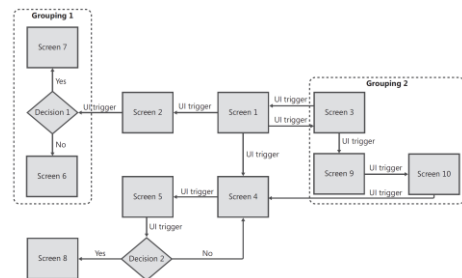 Grouping 1
Screen 7
Yes
Decision 1
No
Screen 6
UI trigger
Screen 2
UI trigger
Screen 1
UI trigger
UI trigger
Grouping 2
Screen 3
UI trigger
Screen 9
UI trigger
Screen 10
UI trigger
UI trigger
Screen 4
UI trigger
Screen 5
UI trigger
Decision 2
Yes
No
Screen 8